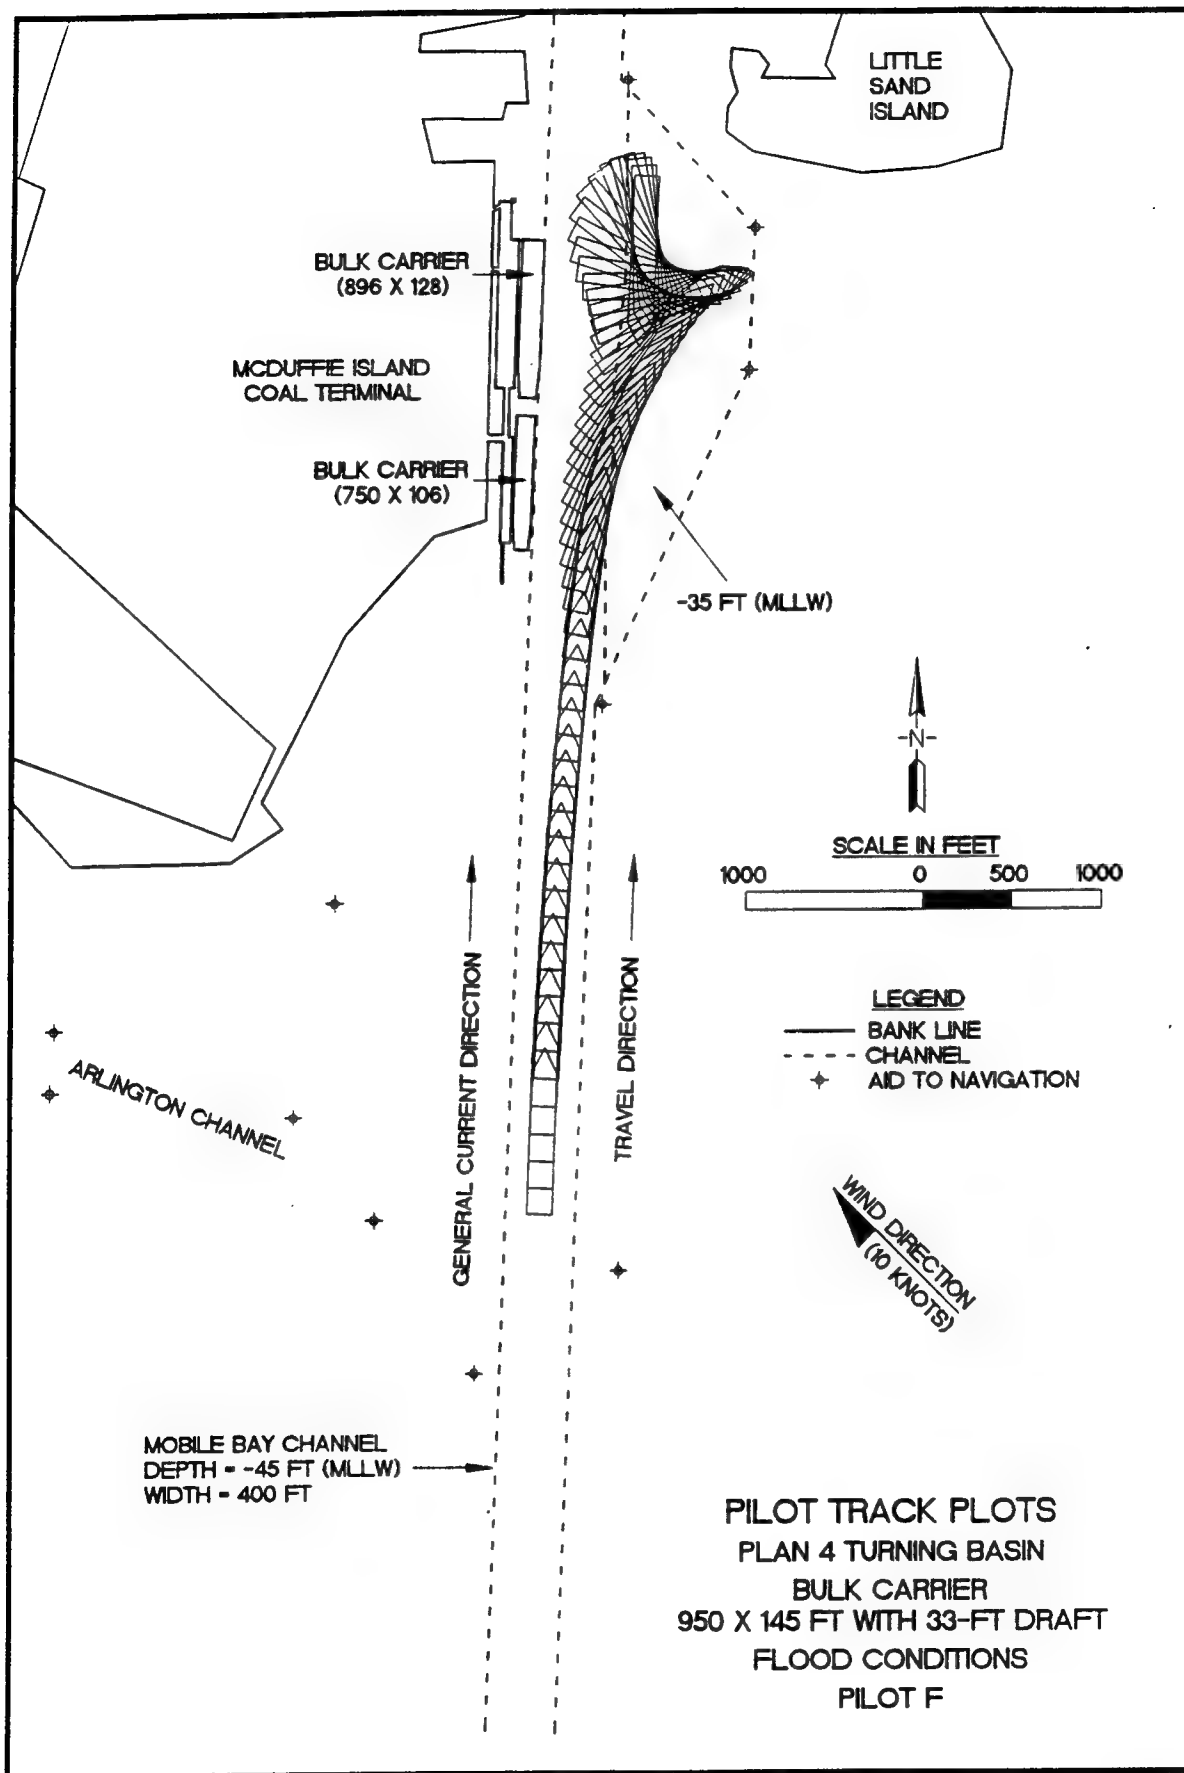 LITTLE
SAND
ISLAND
BULK CARRIER
(896 X 128)
MCDUFFIE ISLAND
COAL TERMINAL
BULK CARRIER
(750 X 106)
-35 FT (MLLW)
-N-
SCALE IN FEET
1000 0 500 1000
GENERAL CURRENT DIRECTION
TRAVEL DIRECTION
LEGEND
BANK LINE
CHANNEL
AID TO NAVIGATION
ARLINGTON CHANNEL
WIND DIRECTION
(10 KNOTS)
MOBILE BAY CHANNEL
DEPTH = -45 FT (MLLW)
WIDTH = 400 FT
PILOT TRACK PLOTS
PLAN 4 TURNING BASIN
BULK CARRIER
950 X 145 FT WITH 33-FT DRAFT
FLOOD CONDITIONS
PILOT F